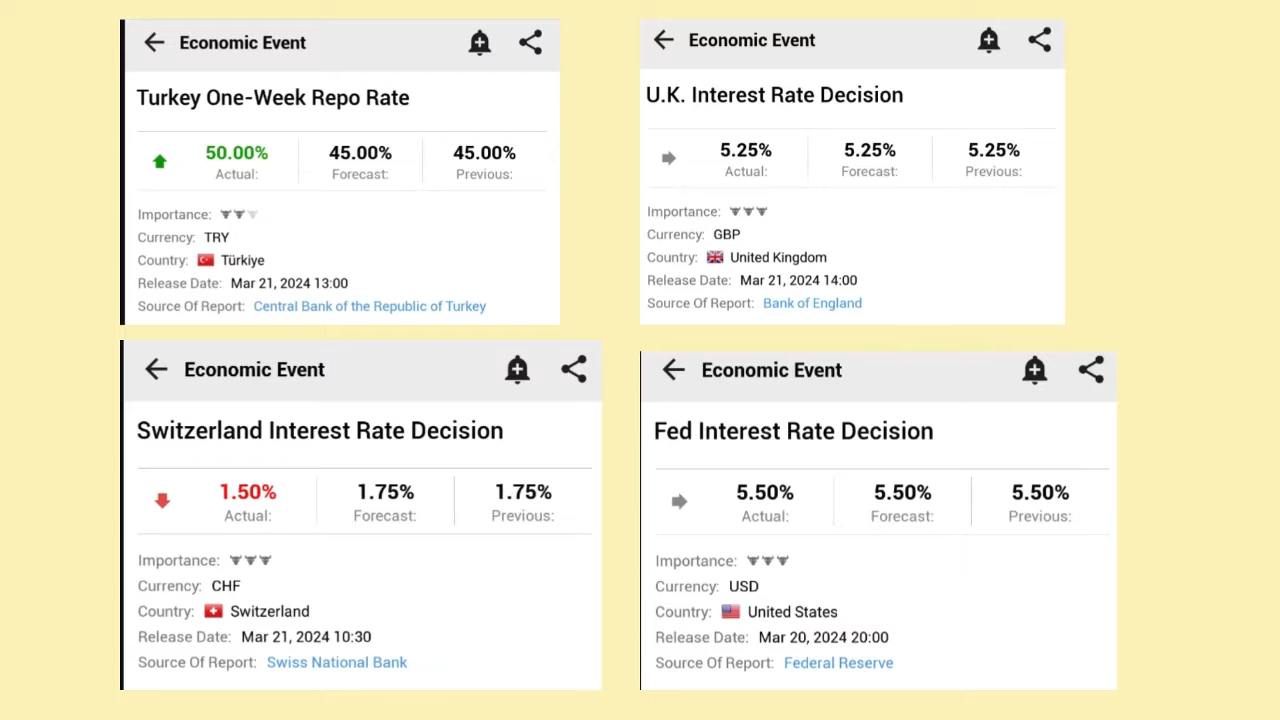 Economic Event
Turkey One-Week Repo Rate
50.00% 45.00% 45.00%
Actual: Forecast: Previous:
Importance:
Currency: TRY
Country: Türkiye
Release Date: Mar 21, 2024 13:00
Source Of Report: Central Bank of the Republic of Turkey
Economic Event
U.K. Interest Rate Decision
5.25% 5.25% 5.25%
Actual: Forecast: Previous:
Importance:
Currency: GBP
Country: United Kingdom
Release Date: Mar 21, 2024 14:00
Source Of Report: Bank of England
Economic Event
Switzerland Interest Rate Decision
1.50% 1.75% 1.75%
Actual: Forecast: Previous:
Importance:
Currency: CHF
Country: Switzerland
Release Date: Mar 21, 2024 10:30
Source Of Report: Swiss National Bank
Economic Event
Fed Interest Rate Decision
5.50% 5.50% 5.50%
Actual: Forecast: Previous:
Importance:
Currency: USD
Country: United States
Release Date: Mar 20, 2024 20:00
Source Of Report: Federal Reserve